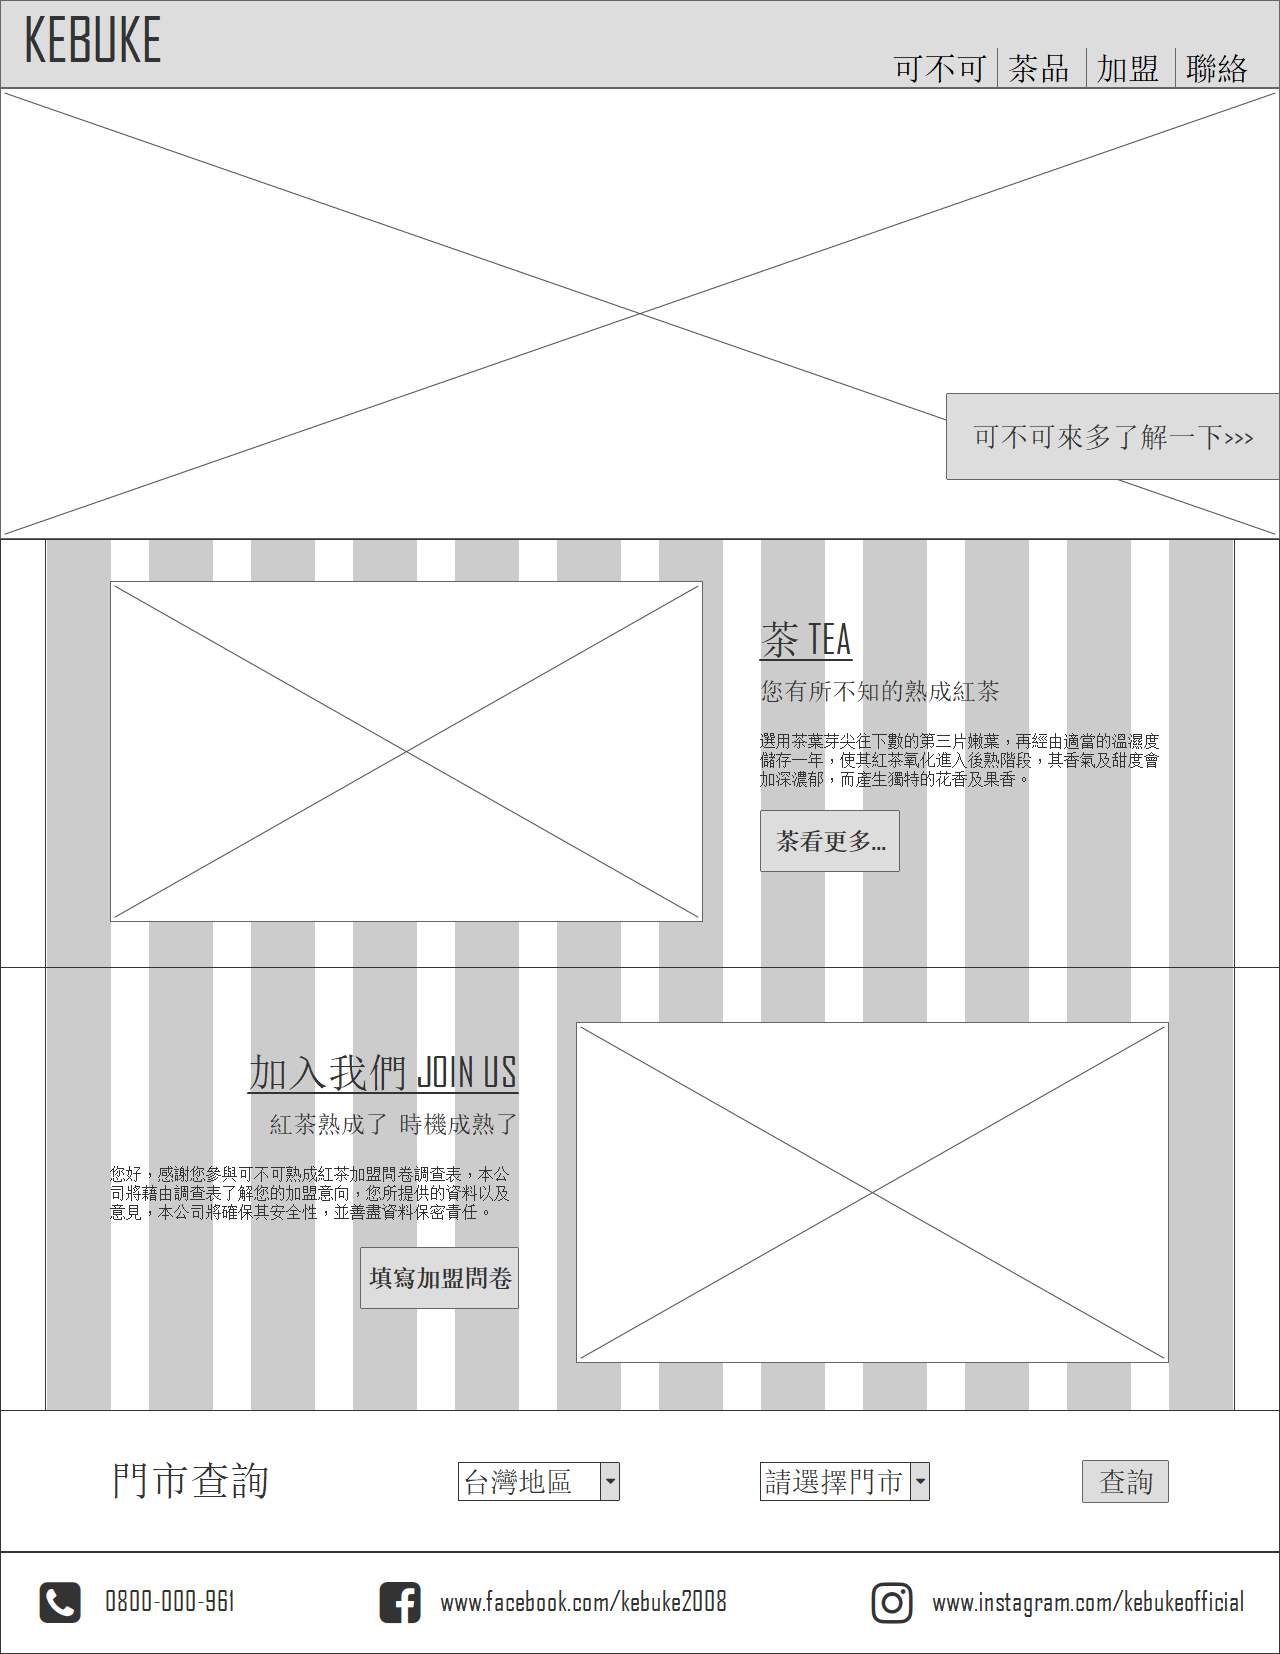 KEBUKE
可不可 茶品 加盟 聯絡
可不可來多了解一下>>>
茶 TEA
您有所不知的熟成紅茶
選用茶葉芽尖往下數的第三片嫩葉，再經由適當的溫濕度
儲存一年，使其紅茶氧化進入後熟階段，其香氣及甜度會
加深濃郁，而產生獨特的花香及果香。
茶看更多...
加入我們 JOIN US
紅茶熟成了 時機成熟了
您好，感謝您參與可不可熟成紅茶加盟問卷調查表，本公
司將藉由調查表了解您的加盟意向，您所提供的資料以及
意見，本公司將確保其安全性，並善盡資料保密責任。
填寫加盟問卷
門市查詢 台灣地區 請選擇門市 查詢
0800-000-961 www.facebook.com/kebuke2008 www.instagram.com/kebukeofficial